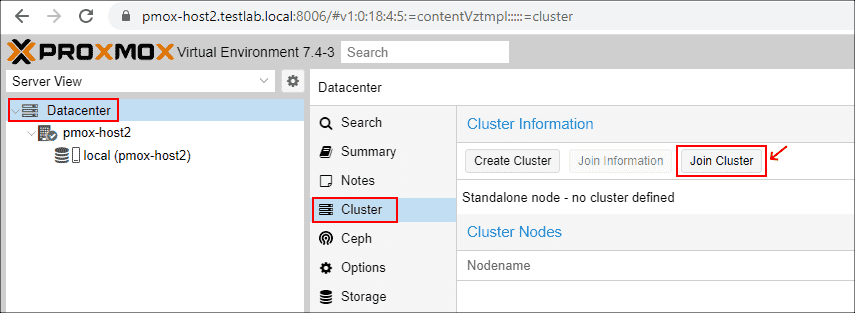 pmox-host2.testlab.local:8006/#v1:0:18:4:5:=contentVztmpl:::::=cluster
PROXMOX Virtual Environment 7.4-3 Search
Server View
Datacenter
pmox-host2
local (pmox-host2)
Datacenter
Search
Summary
Notes
Cluster
Ceph
Options
Storage
Cluster Information
Create Cluster Join Information Join Cluster
Standalone node - no cluster defined
Cluster Nodes
Nodename